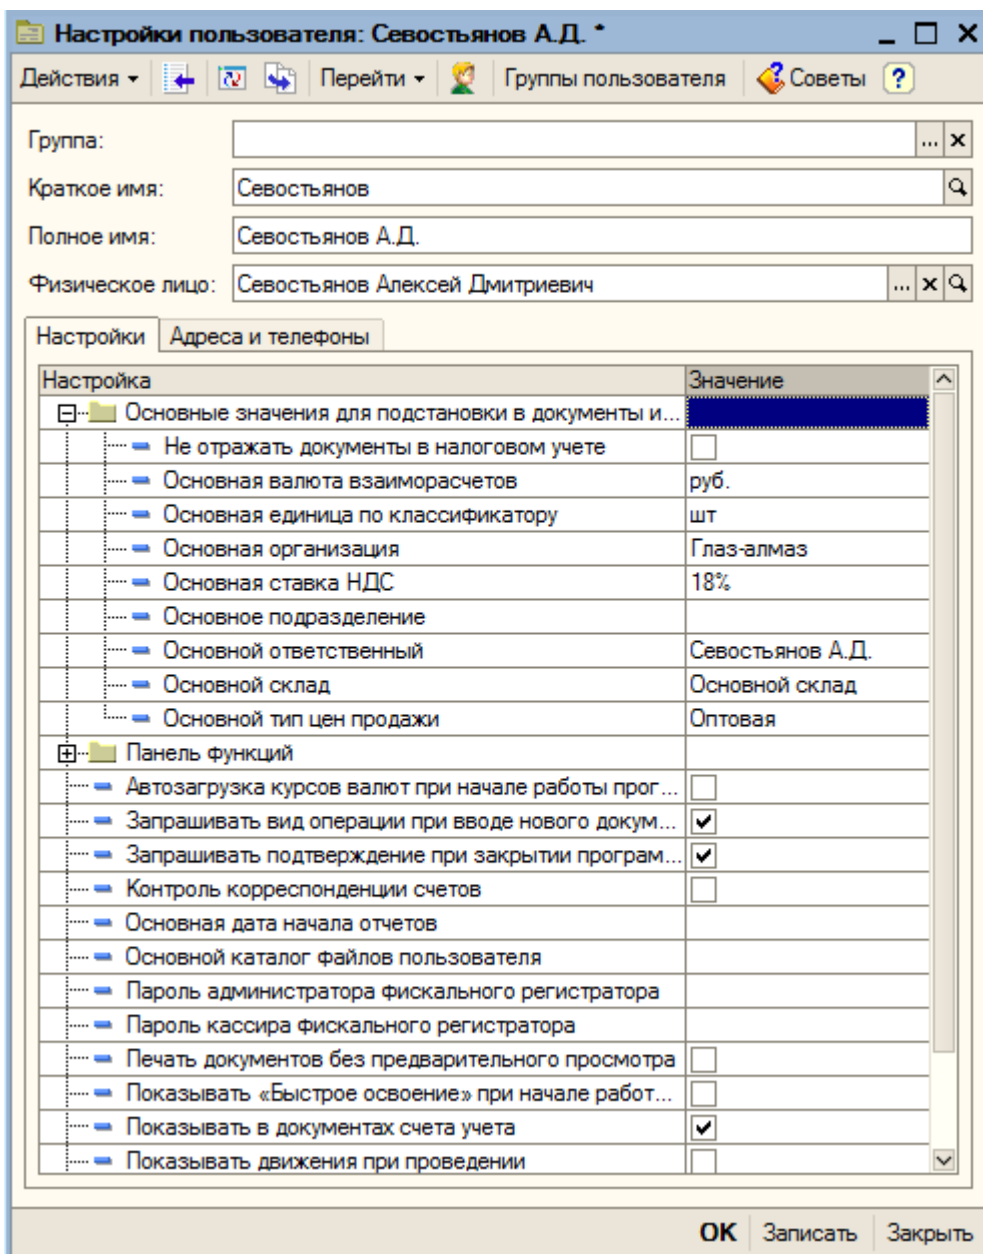 Настройки пользователя: Севостьянов А.Д. *
Действия Перейти Группы пользователя Советы ?
Группа: ...
Краткое имя: Севостьянов
Полное имя: Севостьянов А.Д.
Физическое лицо: Севостьянов Алексей Дмитриевич ...
Настройки Адреса и телефоны
Настройка Значение
Основные значения для подстановки в документы и...
Не отражать документы в налоговом учете
Основная валюта взаиморасчетов руб.
Основная единица по классификатору шт
Основная организация Глаз-алмаз
Основная ставка НДС 18%
Основное подразделение
Основной ответственный Севостьянов А.Д.
Основной склад Основной склад
Основной тип цен продажи Оптовая
Панель функций
Автозагрузка курсов валют при начале работы прог...
Запрашивать вид операции при вводе нового докум...
Запрашивать подтверждение при закрытии програм...
Контроль корреспонденции счетов
Основная дата начала отчетов
Основной каталог файлов пользователя
Пароль администратора фискального регистратора
Пароль кассира фискального регистратора
Печать документов без предварительного просмотра
Показывать «Быстрое освоение» при начале работ...
Показывать в документах счета учета
Показывать движения при проведении
OK Записать Закрыть